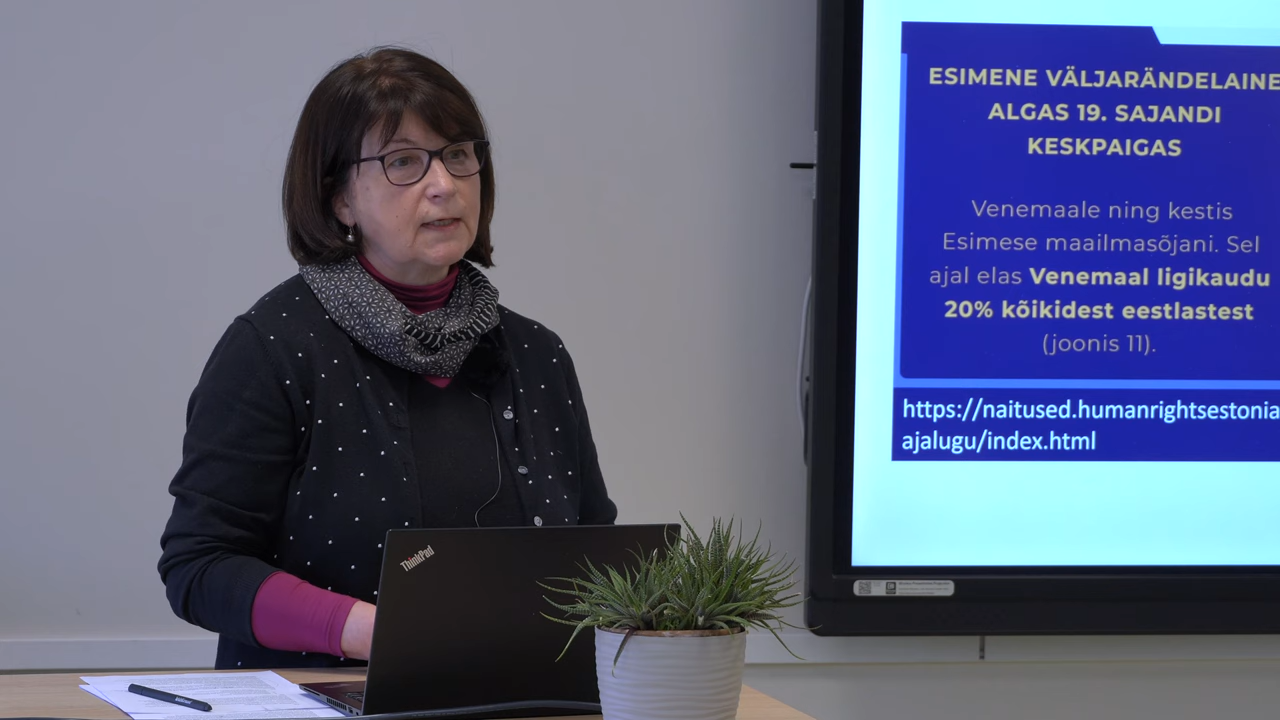 ESIMENE VÄLJARÄNDELAINE
ALGAS 19. SAJANDI
KESKPAIGAS
Venemaale ning kestis
Esimese maailmasõjani. Sel
ajal elas Venemaal ligikaudu
20% kõikidest eestlastest
(joonis 11).
https://naitused.humanrightsestonia
ajalugu/index.html
ThinkPad